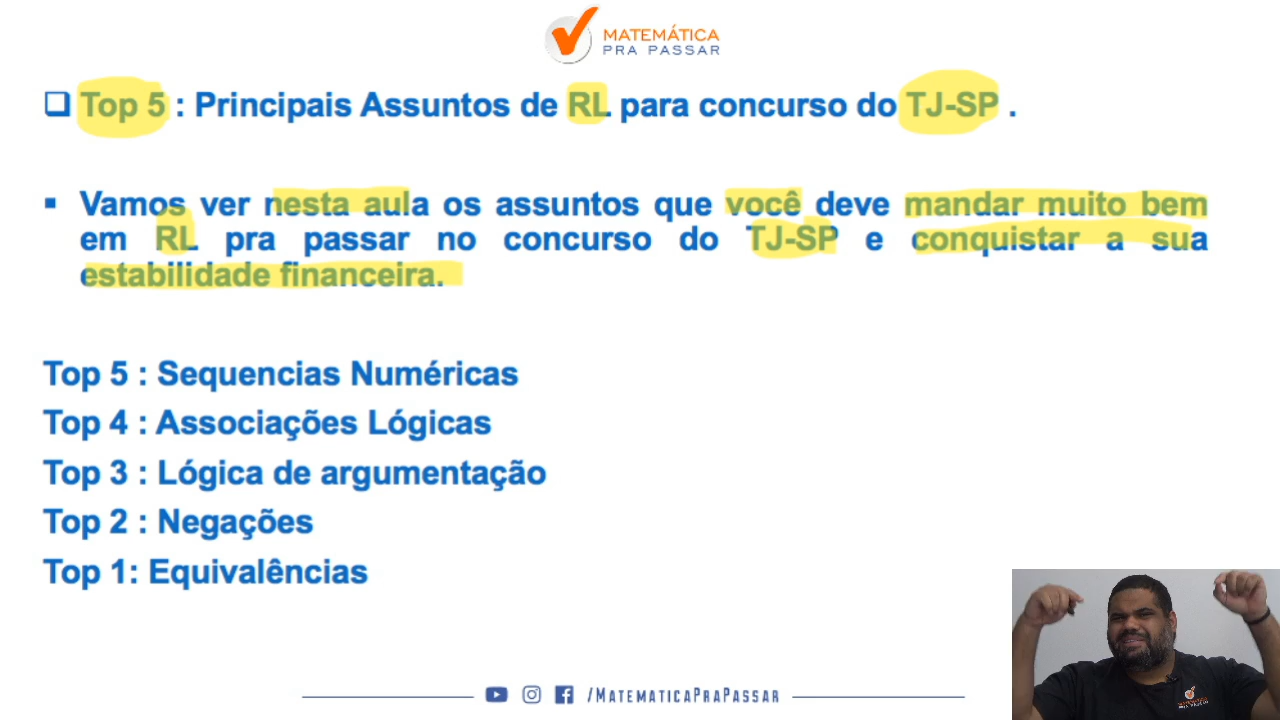 MATEMÁTICA
PRA PASSAR
Top 5 : Principais Assuntos de RL para concurso do TJ-SP .
Vamos ver nesta aula os assuntos que você deve mandar muito bem
em RL pra passar no concurso do TJ-SP e conquistar a sua
estabilidade financeira.
Top 5 : Sequencias Numéricas
Top 4 : Associações Lógicas
Top 3 : Lógica de argumentação
Top 2 : Negações
Top 1: Equivalências
/MATEMATICAPRAPASSAR